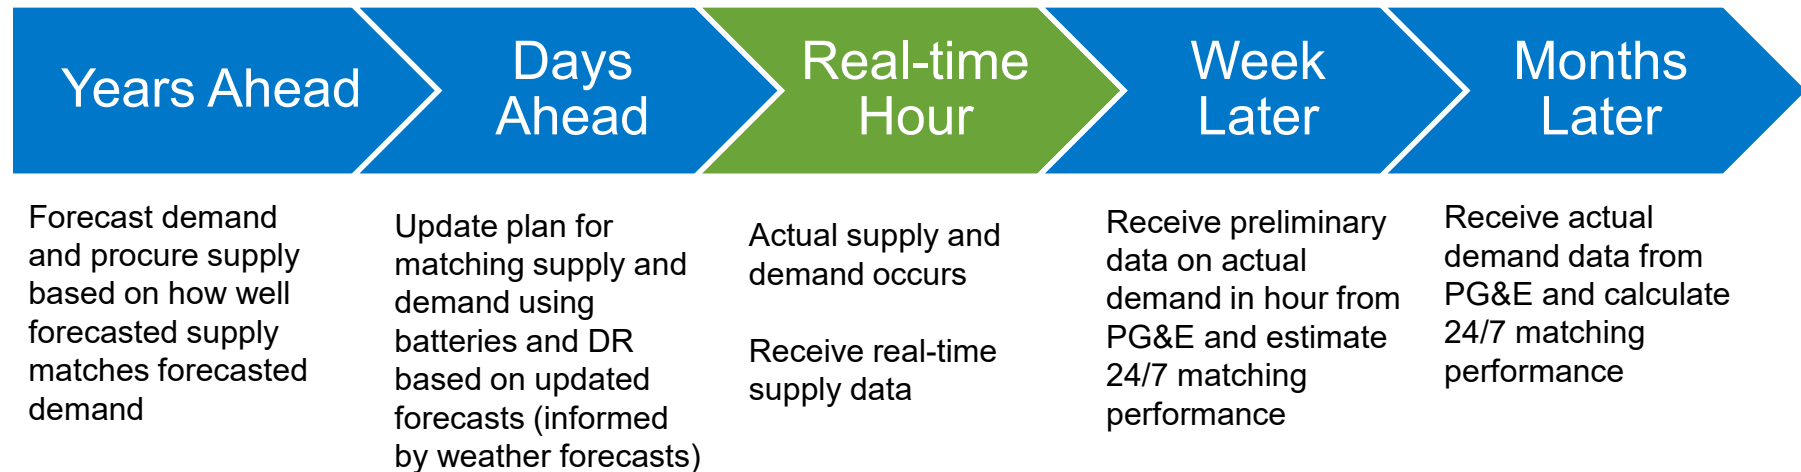 Years Ahead
Days
Ahead
Real-time
Hour
Week
Later
Months
Later
Forecast demand
and procure supply
based on how well
forecasted supply
matches forecasted
demand
Update plan for
matching supply and
demand using
batteries and DR
based on updated
forecasts (informed
by weather forecasts)
Actual supply and
demand occurs
Receive real-time
supply data
Receive preliminary
data on actual
demand in hour from
PG&E and estimate
24/7 matching
performance
Receive actual
demand data from
PG&E and calculate
24/7 matching
performance